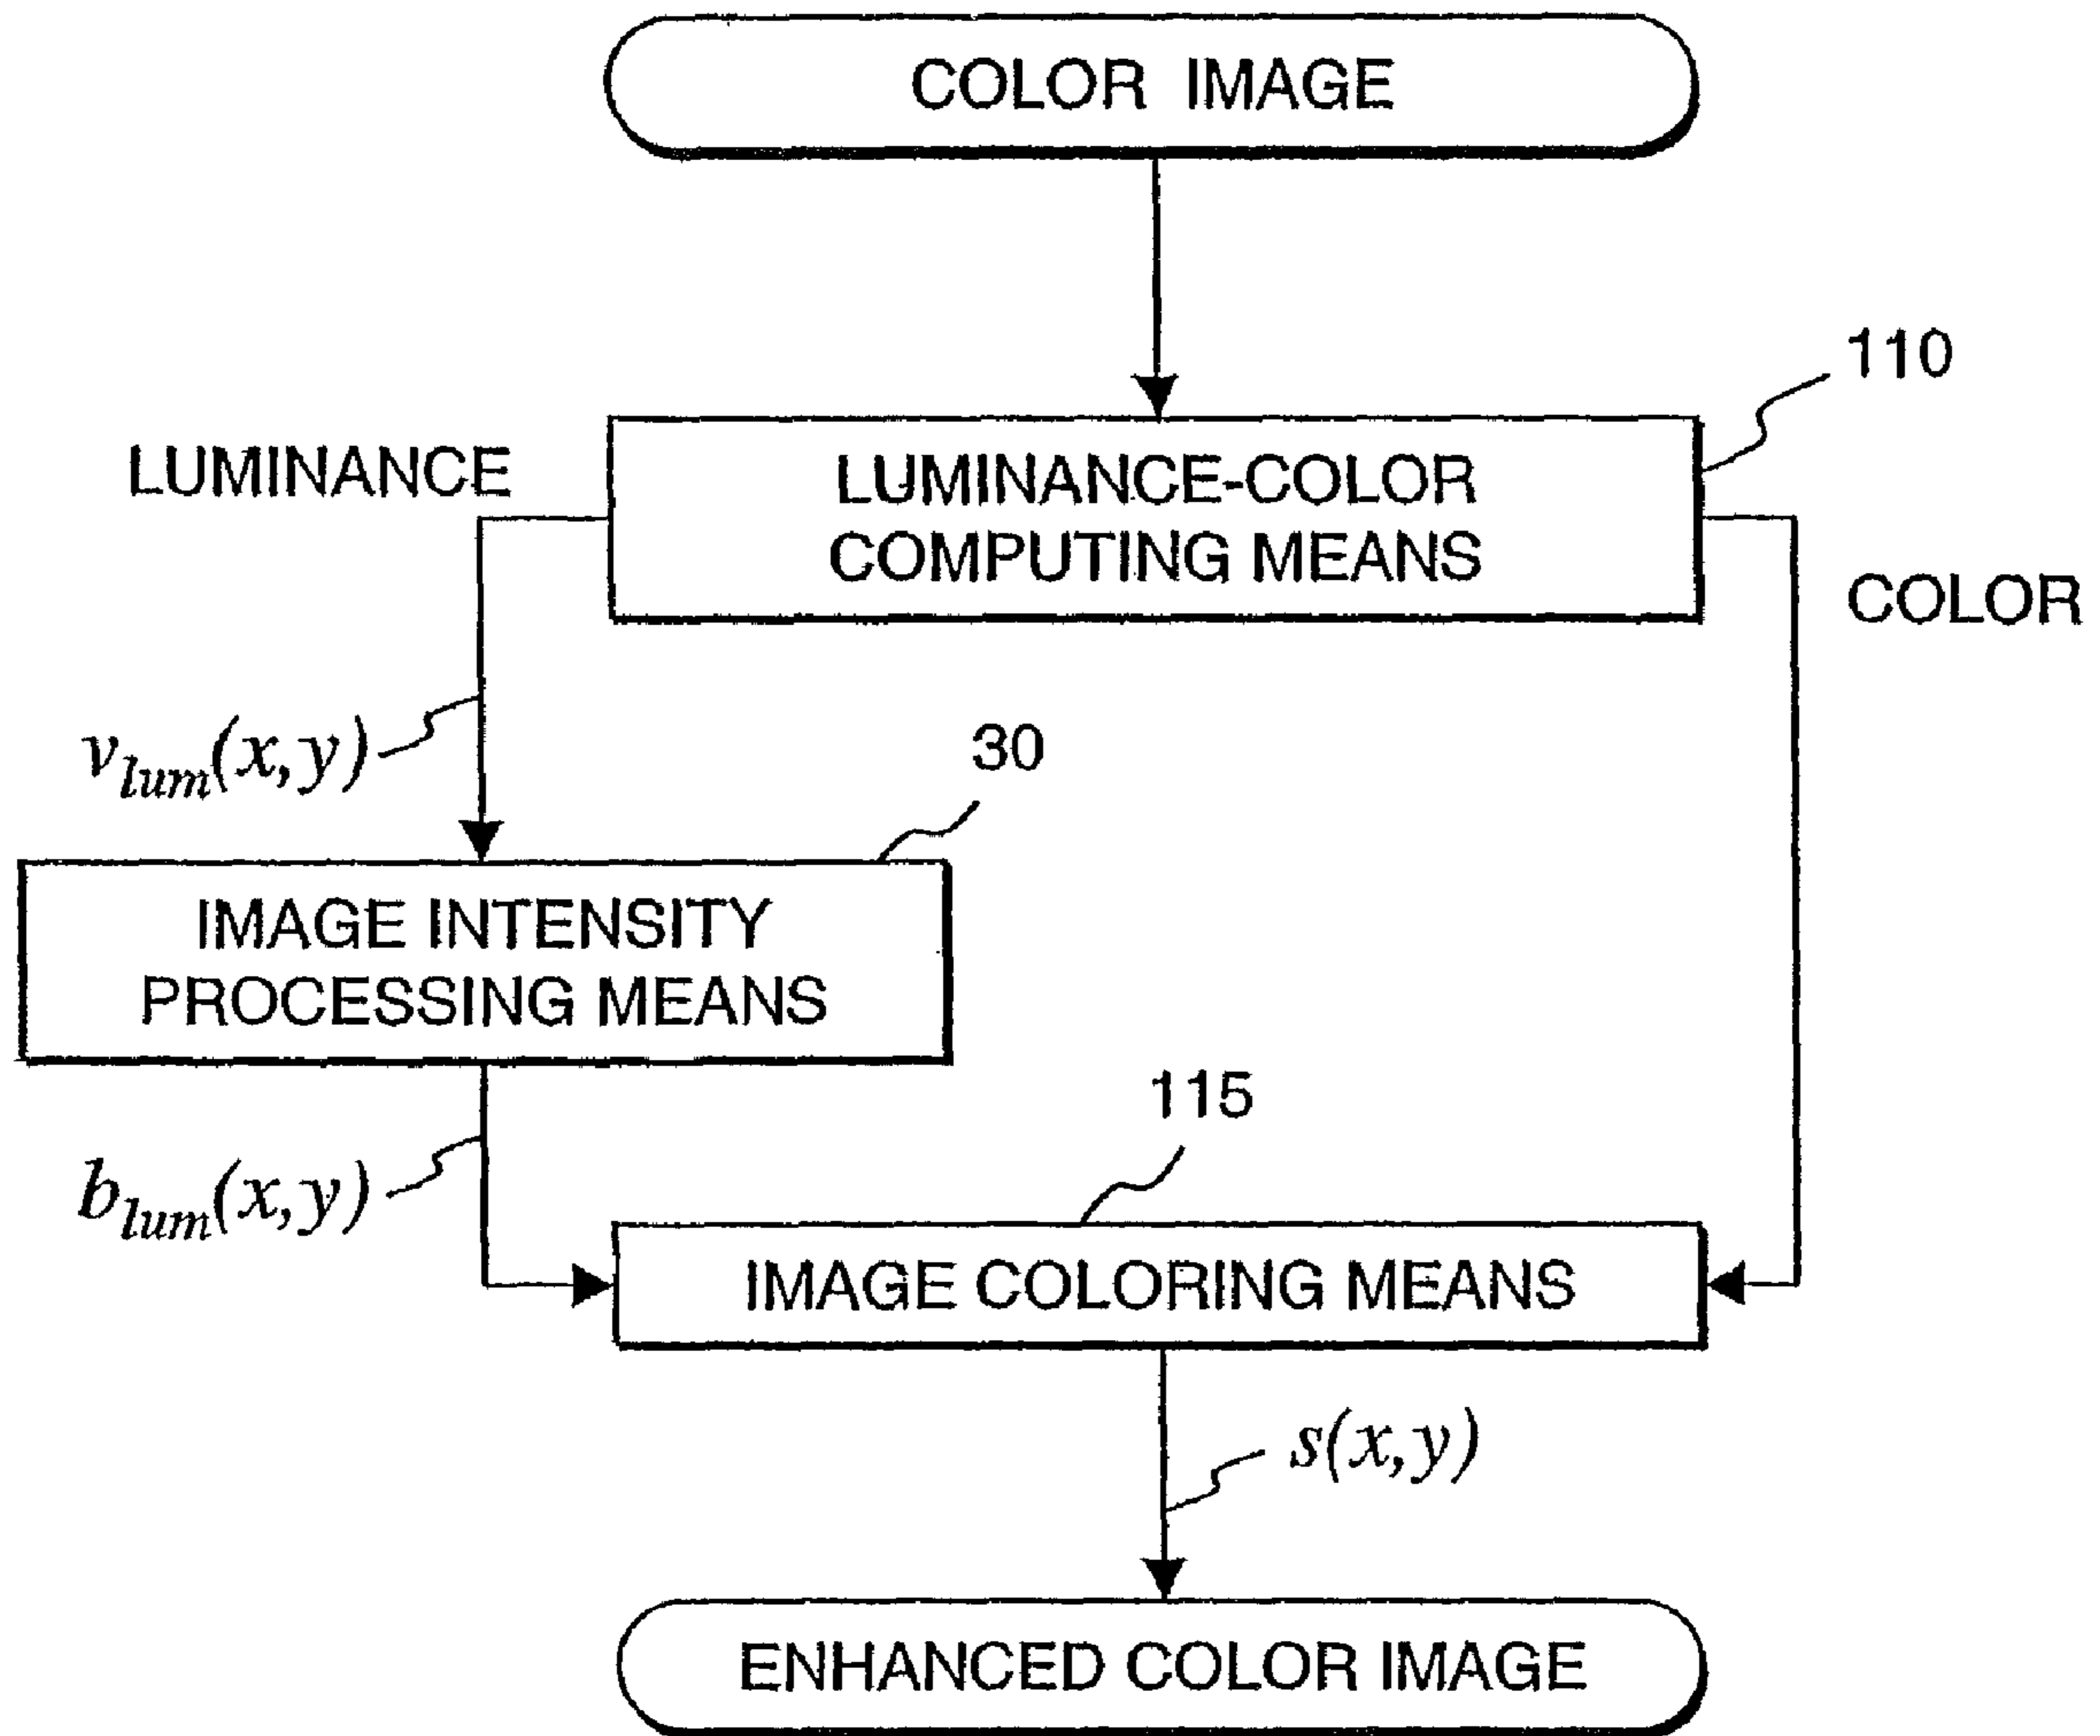 COLOR IMAGE
110
LUMINANCE
LUMINANCE-COLOR
COMPUTING MEANS
COLOR
v_lum(x,y)
30
IMAGE INTENSITY
PROCESSING MEANS
115
b_lum(x,y)
IMAGE COLORING MEANS
s(x,y)
ENHANCED COLOR IMAGE